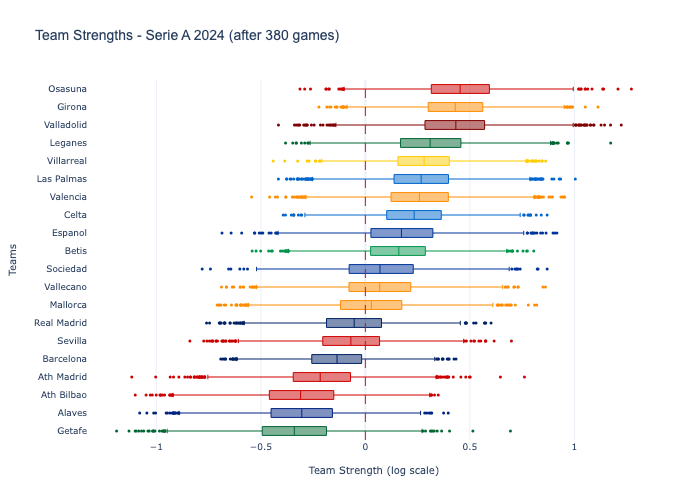 Team Strengths - Serie A 2024 (after 380 games)
Osasuna
Girona
Valladolid
Leganes
Villarreal
Las Palmas
Valencia
Celta
Espanol
Betis
Sociedad
Vallecano
Mallorca
Real Madrid
Sevilla
Barcelona
Ath Madrid
Ath Bilbao
Alaves
Getafe
Teams
−1
−0.5
0
0.5
1
Team Strength (log scale)